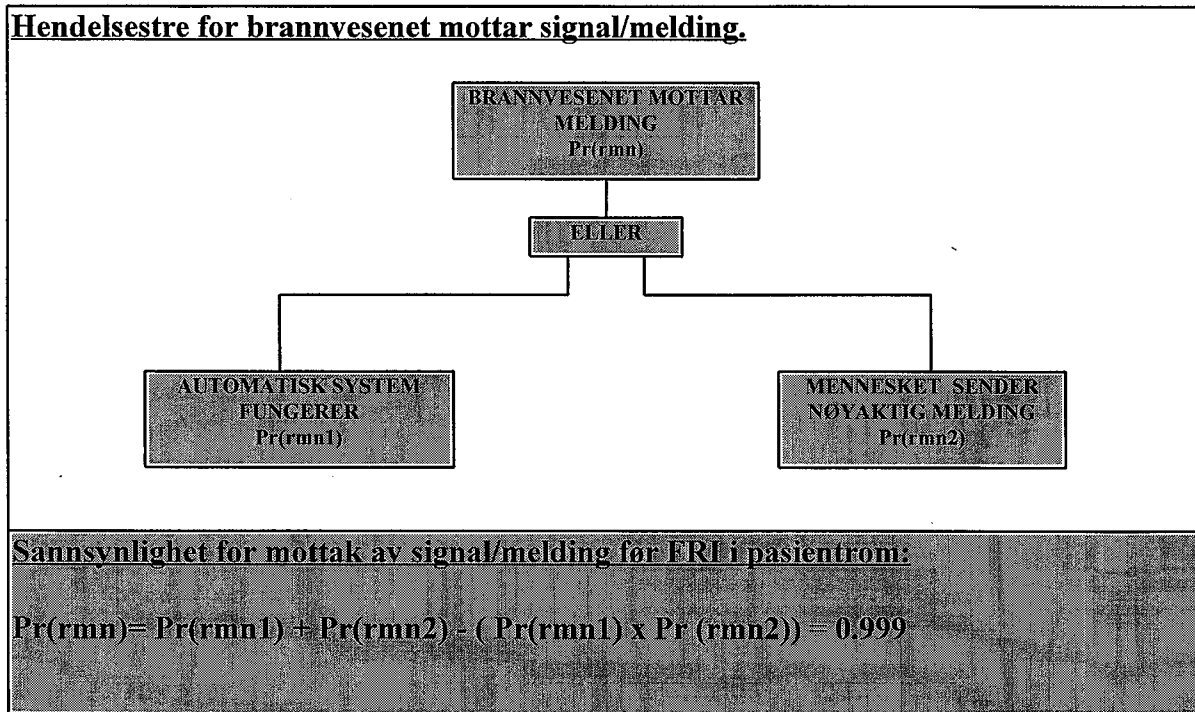 Hendelsestre for brannvesenet mottar signal/melding.
BRANNVESENET MOTTAR
MELDING
Pr(rmn)
ELLER
AUTOMATISK SYSTEM
FUNGERER
Pr(rmn1)
MENNESKET SENDER
NØYAKTIG MELDING
Pr(rmn2)
Sannsynlighet for mottak av signal/melding før FRI i pasientrom:
Pr(rmn)= Pr(rmn1) + Pr(rmn2) - ( Pr(rmn1) x Pr (rmn2)) = 0.999